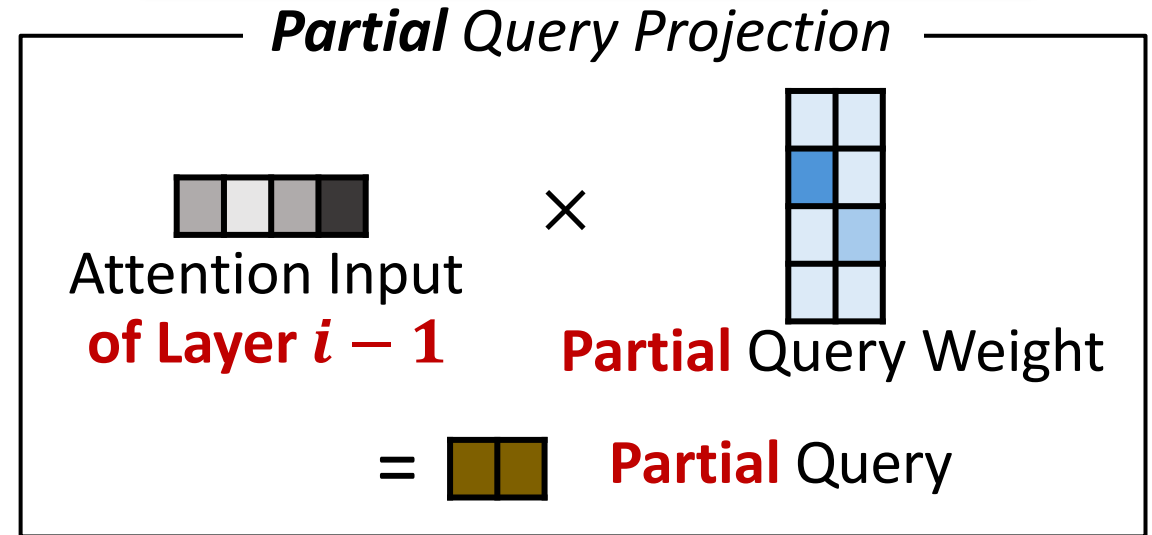 Partial Query Projection
×
Attention Input
of Layer i − 1
Partial Query Weight
= Partial Query